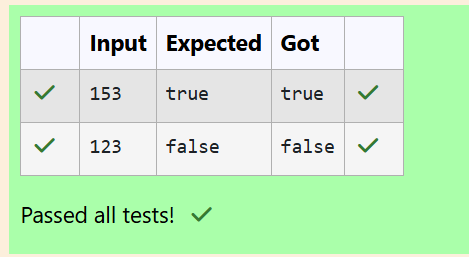 Input Expected Got
153 true true
123 false false
Passed all tests!